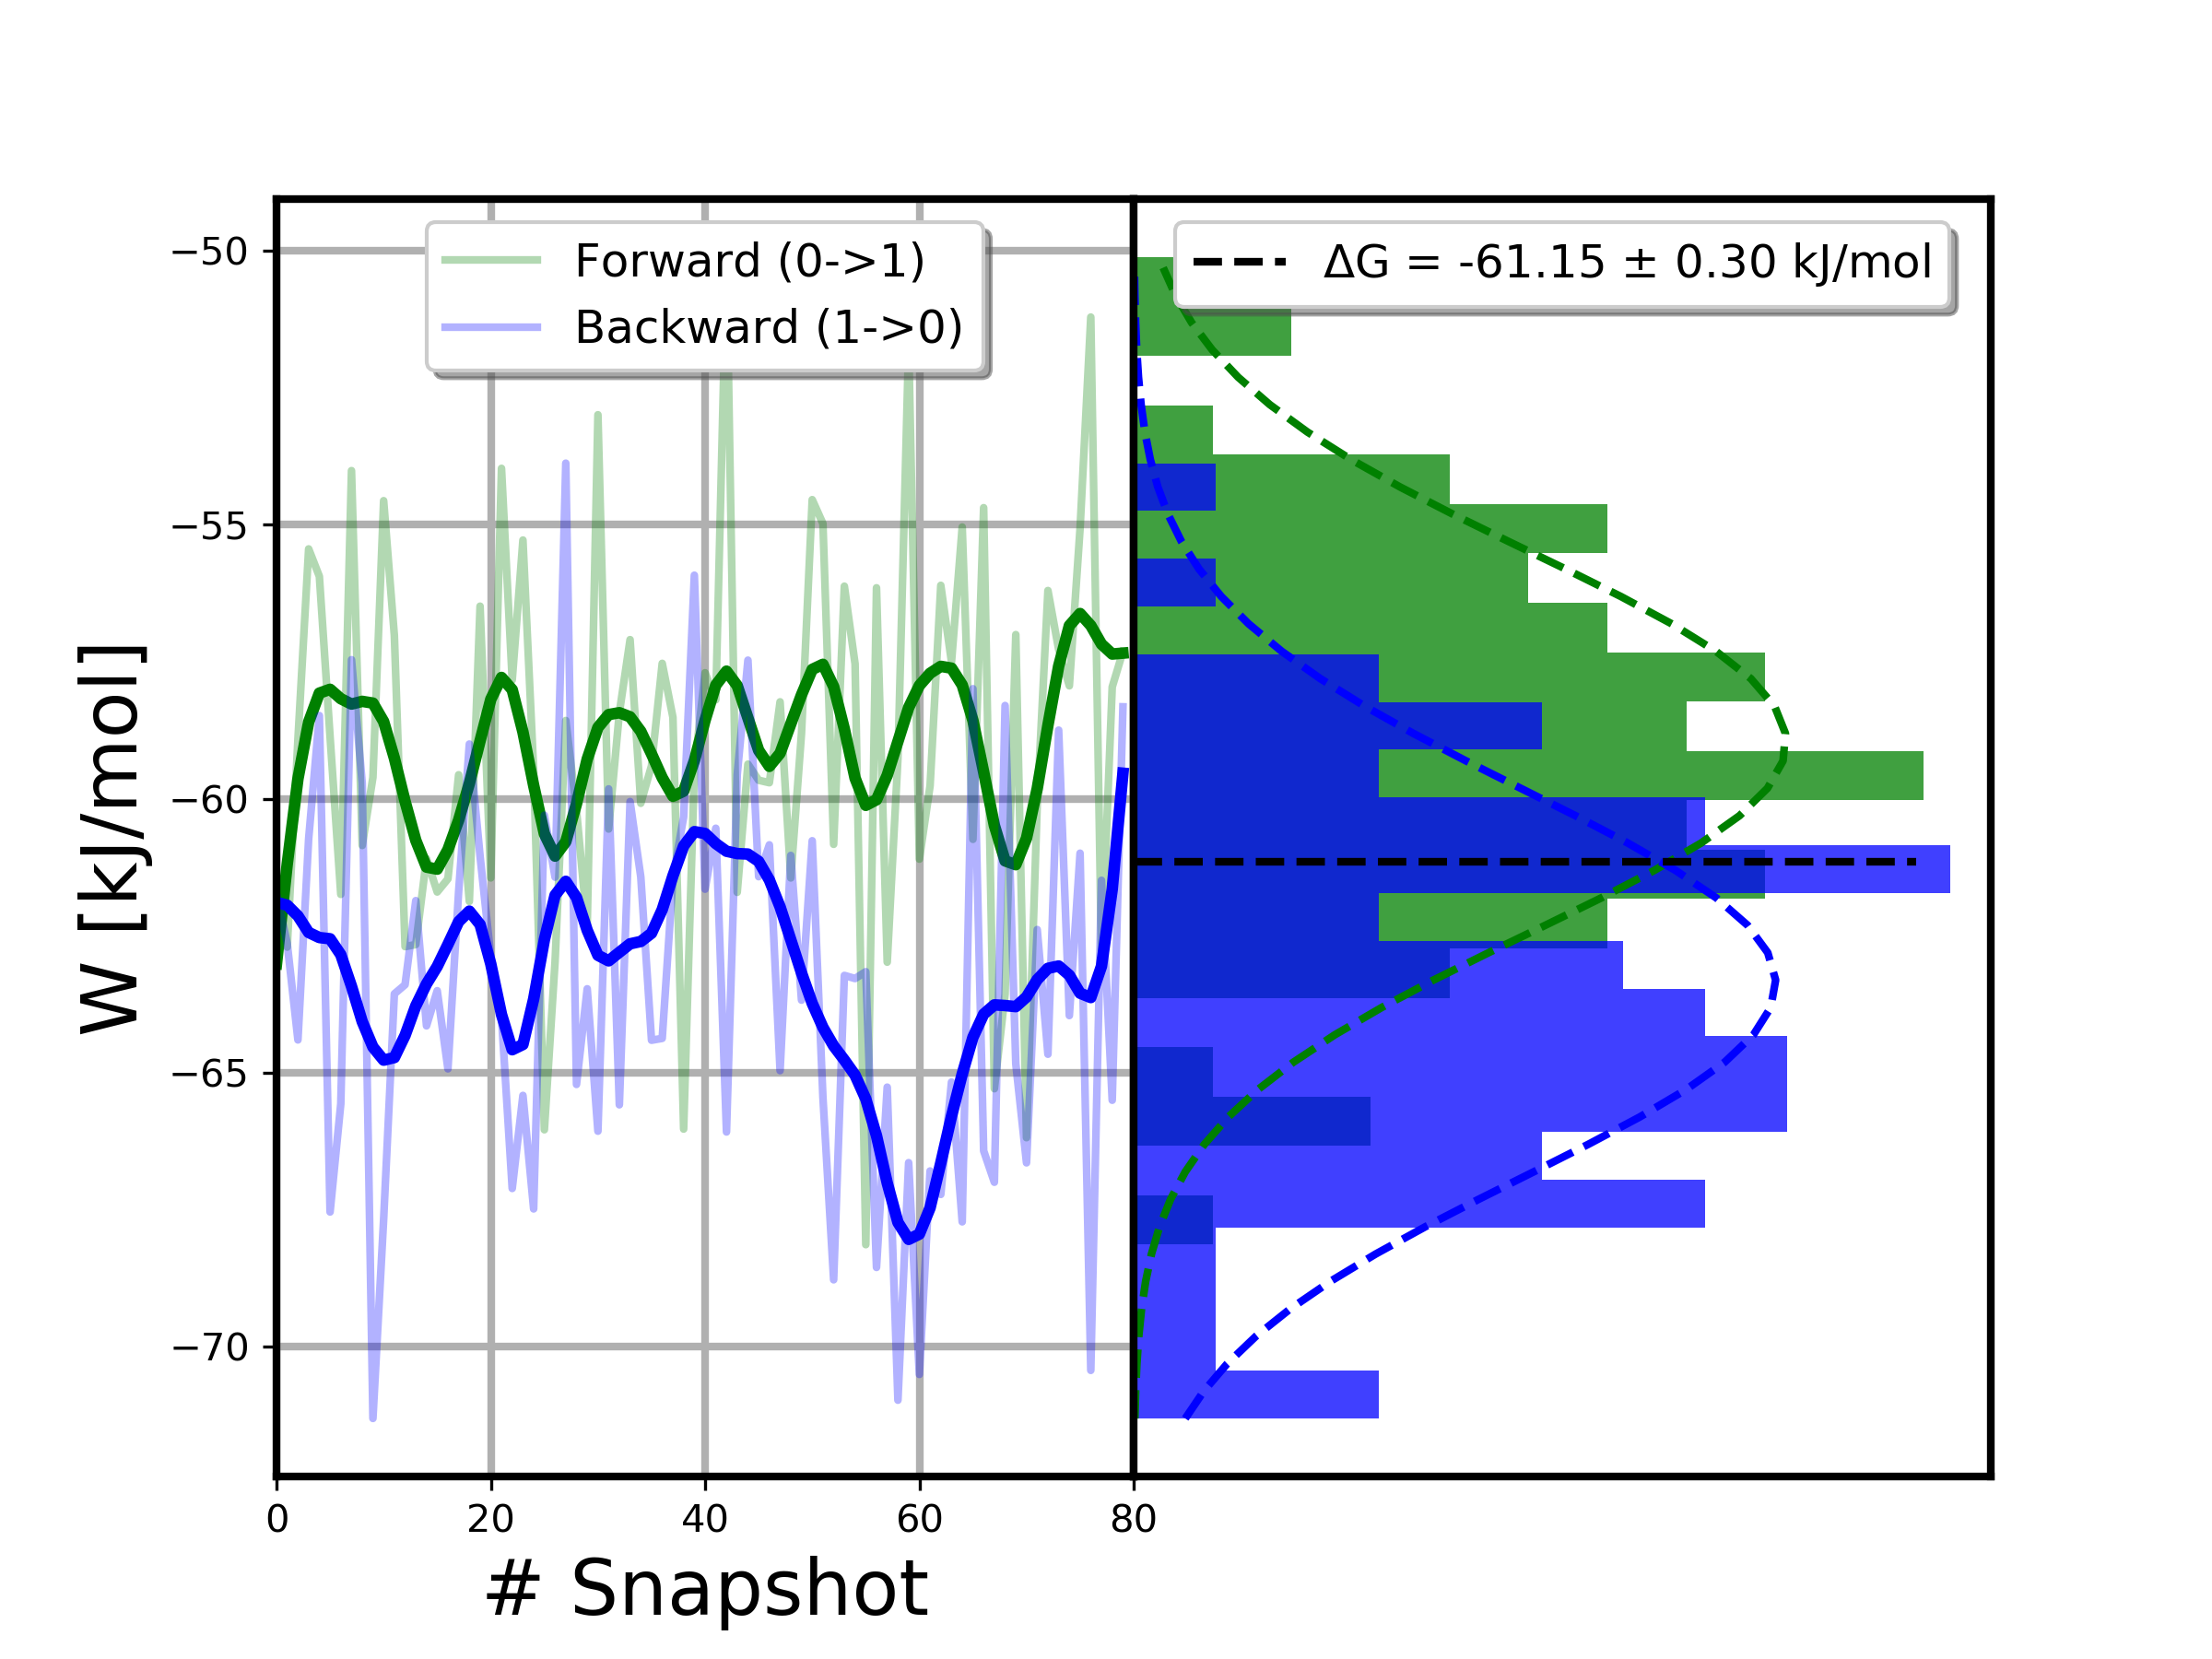 Forward (0->1)
Backward (1->0)
ΔG = -61.15 ± 0.30 kJ/mol
−50
−55
−60
−65
−70
W [kJ/mol]
0 20 40 60 80
# Snapshot